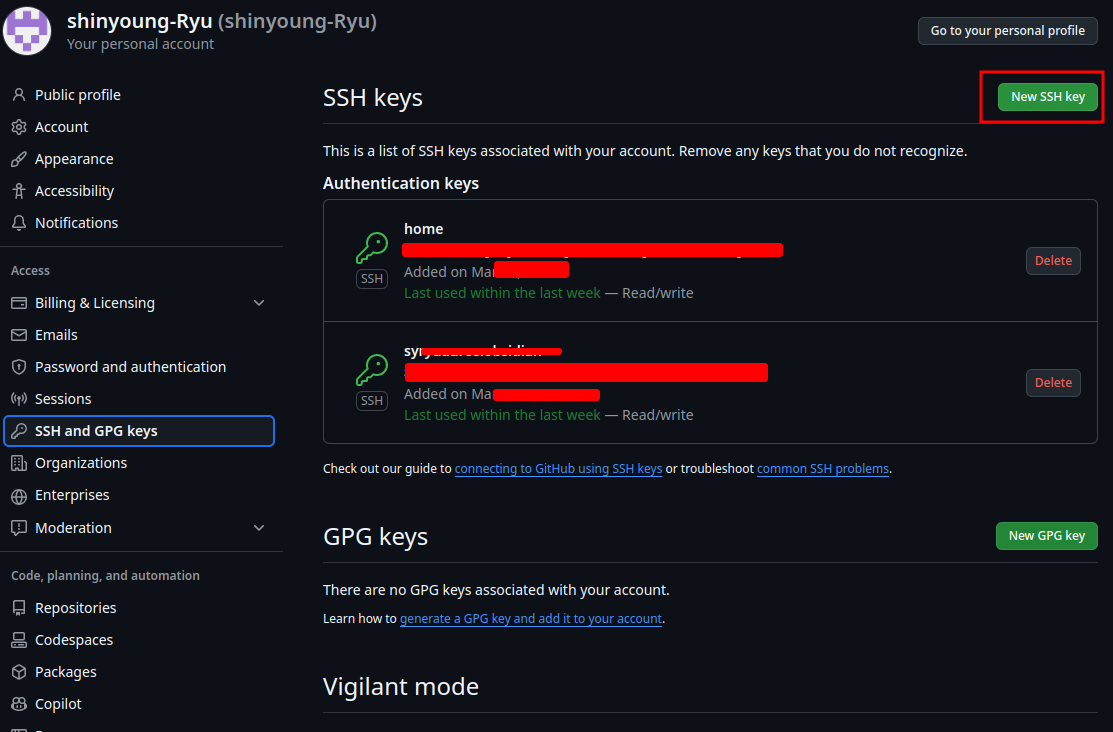 shinyoung-Ryu (shinyoung-Ryu)
Your personal account
Go to your personal profile
Public profile
Account
Appearance
Accessibility
Notifications
Access
Billing & Licensing
Emails
Password and authentication
Sessions
SSH and GPG keys
Organizations
Enterprises
Moderation
Code, planning, and automation
Repositories
Codespaces
Packages
Copilot
SSH keys
New SSH key
This is a list of SSH keys associated with your account. Remove any keys that you do not recognize.
Authentication keys
home
SSH
Added on Mar
Last used within the last week — Read/write
Delete
SSH
Added on Ma
Last used within the last week — Read/write
Delete
Check out our guide to connecting to GitHub using SSH keys or troubleshoot common SSH problems.
GPG keys
New GPG key
There are no GPG keys associated with your account.
Learn how to generate a GPG key and add it to your account.
Vigilant mode